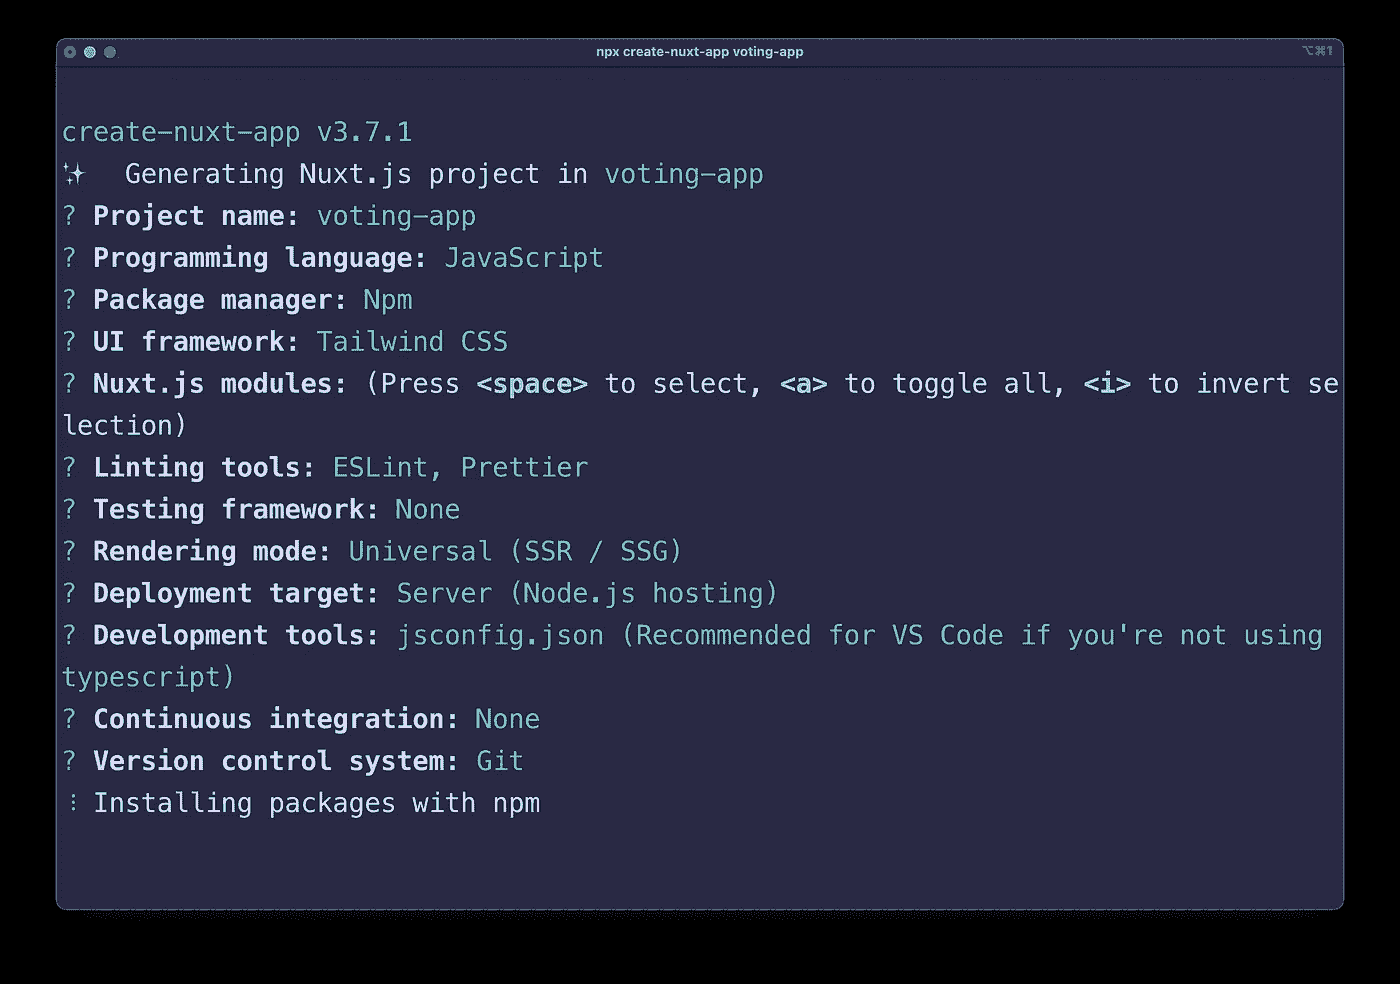 npx create-nuxt-app voting-app
⌥⌘1
create-nuxt-app v3.7.1
✨ Generating Nuxt.js project in voting-app
? Project name: voting-app
? Programming language: JavaScript
? Package manager: Npm
? UI framework: Tailwind CSS
? Nuxt.js modules: (Press <space> to select, <a> to toggle all, <i> to invert se
lection)
? Linting tools: ESLint, Prettier
? Testing framework: None
? Rendering mode: Universal (SSR / SSG)
? Deployment target: Server (Node.js hosting)
? Development tools: jsconfig.json (Recommended for VS Code if you're not using
typescript)
? Continuous integration: None
? Version control system: Git
⋮ Installing packages with npm